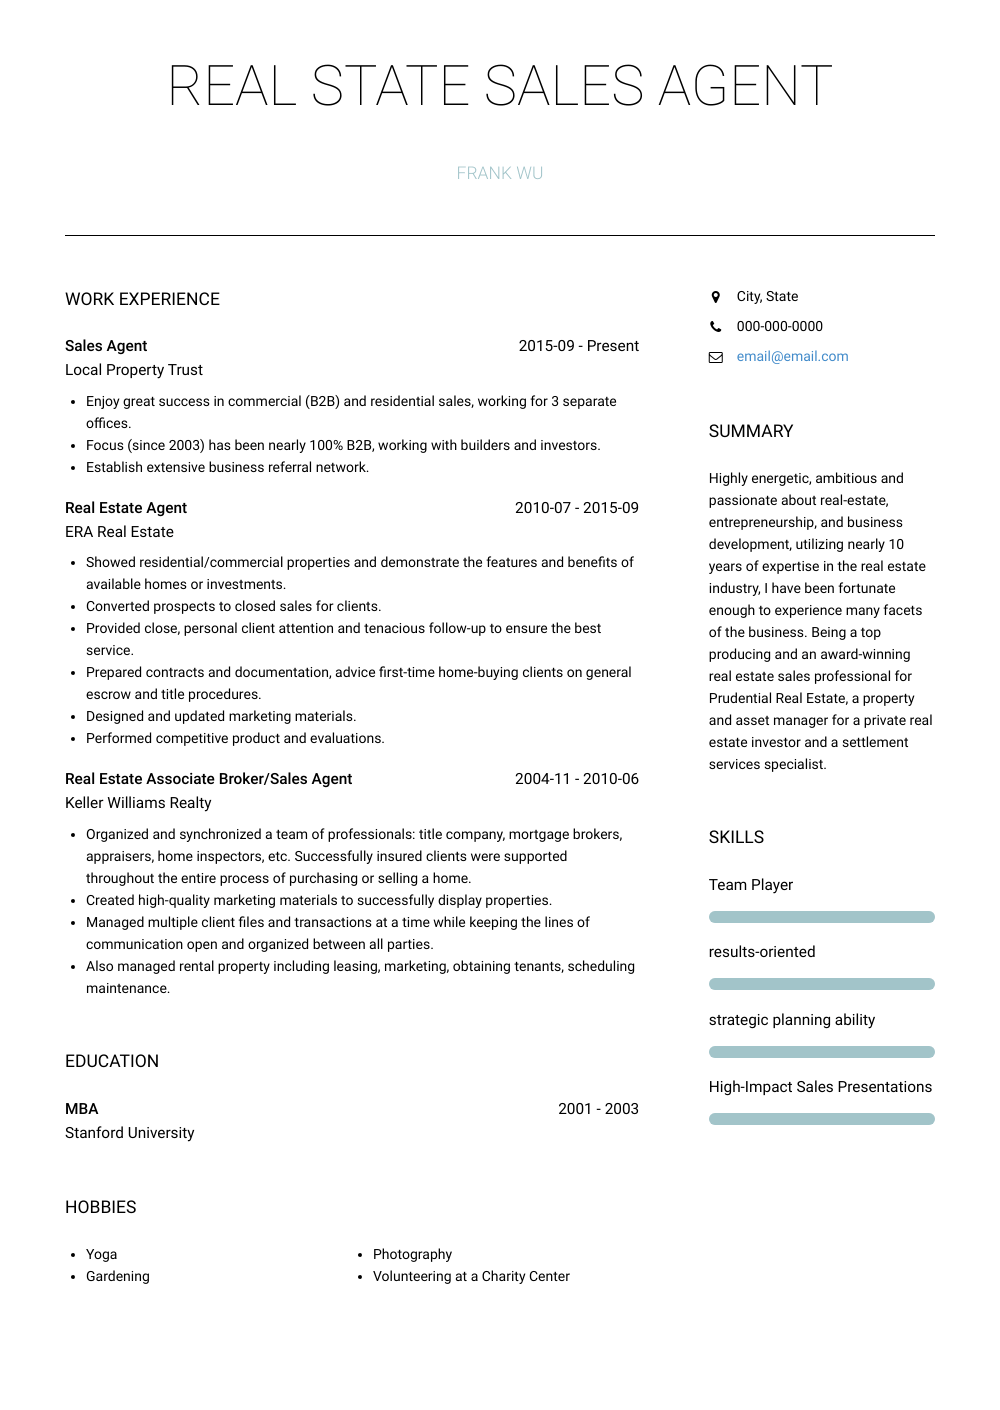 REAL STATE SALES AGENT
FRANK WU
WORK EXPERIENCE
Sales Agent 2015-09 - Present
Local Property Trust
• Enjoy great success in commercial (B2B) and residential sales, working for 3 separate
offices.
• Focus (since 2003) has been nearly 100% B2B, working with builders and investors.
• Establish extensive business referral network.
Real Estate Agent 2010-07 - 2015-09
ERA Real Estate
• Showed residential/commercial properties and demonstrate the features and benefits of
available homes or investments.
• Converted prospects to closed sales for clients.
• Provided close, personal client attention and tenacious follow-up to ensure the best
service.
• Prepared contracts and documentation, advice first-time home-buying clients on general
escrow and title procedures.
• Designed and updated marketing materials.
• Performed competitive product and evaluations.
Real Estate Associate Broker/Sales Agent 2004-11 - 2010-06
Keller Williams Realty
• Organized and synchronized a team of professionals: title company, mortgage brokers,
appraisers, home inspectors, etc. Successfully insured clients were supported
throughout the entire process of purchasing or selling a home.
• Created high-quality marketing materials to successfully display properties.
• Managed multiple client files and transactions at a time while keeping the lines of
communication open and organized between all parties.
• Also managed rental property including leasing, marketing, obtaining tenants, scheduling
maintenance.
EDUCATION
MBA 2001 - 2003
Stanford University
HOBBIES
• Yoga
• Gardening
• Photography
• Volunteering at a Charity Center
City, State
000-000-0000
email@email.com
SUMMARY
Highly energetic, ambitious and
passionate about real-estate,
entrepreneurship, and business
development, utilizing nearly 10
years of expertise in the real estate
industry, I have been fortunate
enough to experience many facets
of the business. Being a top
producing and an award-winning
real estate sales professional for
Prudential Real Estate, a property
and asset manager for a private real
estate investor and a settlement
services specialist.
SKILLS
Team Player
results-oriented
strategic planning ability
High-Impact Sales Presentations